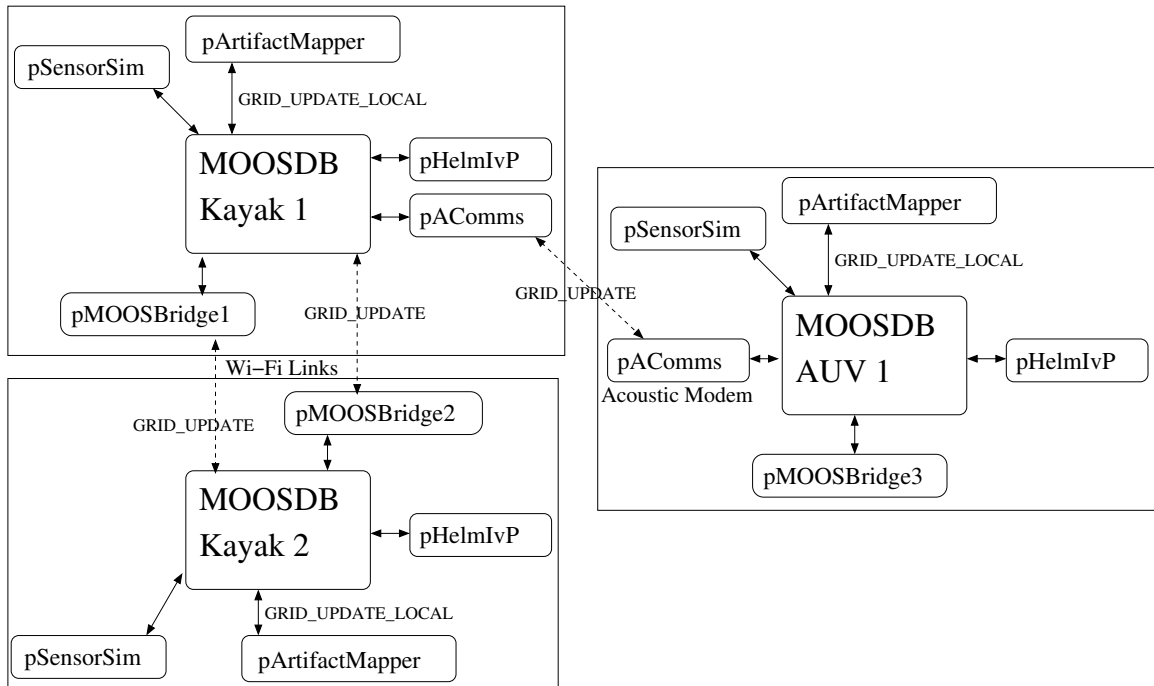 pArtifactMapper
pSensorSim
GRID_UPDATE_LOCAL
MOOSDB
Kayak 1
pHelmIvP
pAComms
pMOOSBridge1
GRID_UPDATE
GRID_UPDATE
Wi-Fi Links
pArtifactMapper
pSensorSim
GRID_UPDATE_LOCAL
MOOSDB
AUV 1
pAComms
Acoustic Modem
pHelmIvP
pMOOSBridge3
pMOOSBridge2
GRID_UPDATE
MOOSDB
Kayak 2
pHelmIvP
GRID_UPDATE_LOCAL
pSensorSim
pArtifactMapper